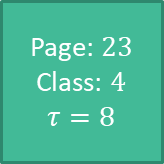 Page: 23
Class: 4
τ = 8